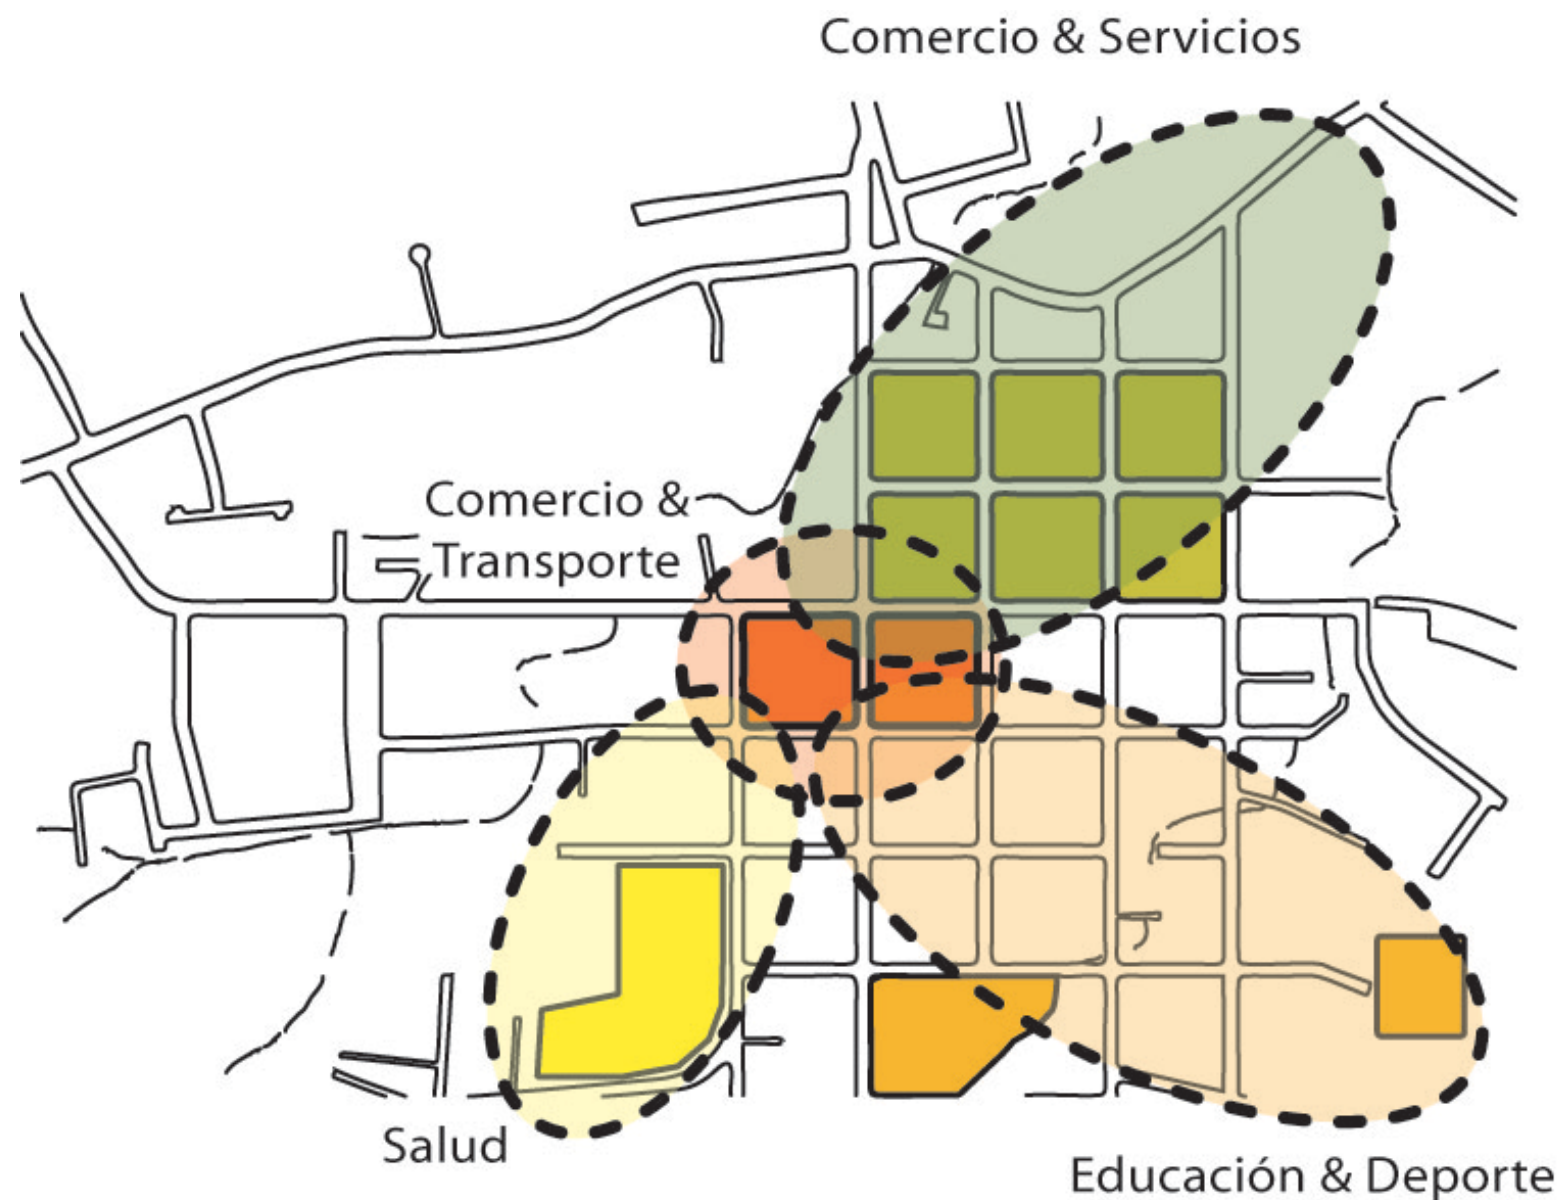 Comercio & Servicios
Comercio &
Transporte
Salud
Educación & Deporte